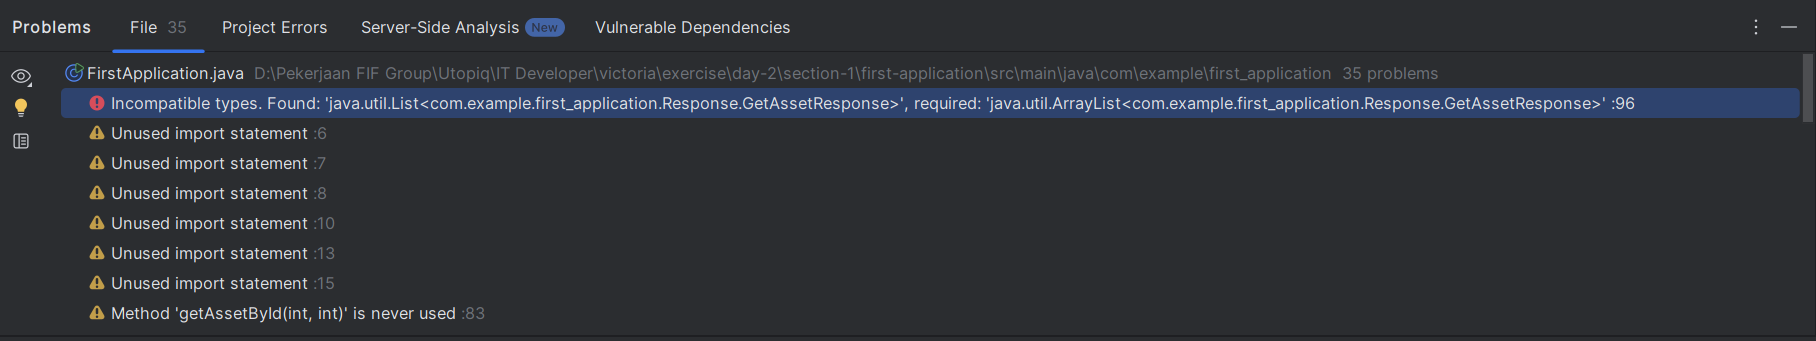 Problems File 35 Project Errors Server-Side Analysis New Vulnerable Dependencies
FirstApplication.java D:\Pekerjaan FIF Group\Utopiq\IT Developer\victoria\exercise\day-2\section-1\first-application\src\main\java\com\example\first_application 35 problems
Incompatible types. Found: 'java.util.List<com.example.first_application.Response.GetAssetResponse>', required: 'java.util.ArrayList<com.example.first_application.Response.GetAssetResponse>' :96
Unused import statement :6
Unused import statement :7
Unused import statement :8
Unused import statement :10
Unused import statement :13
Unused import statement :15
Method 'getAssetById(int, int)' is never used :83